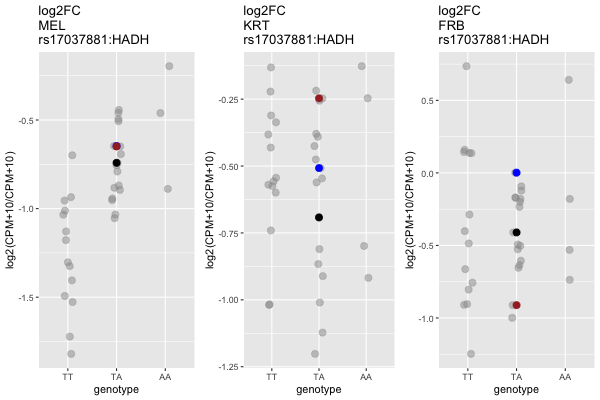 log2FC
MEL
rs17037881:HADH
log2(CPM+10/CPM+10)
-0.5
-1.0
-1.5
TT TA AA
genotype
log2FC
KRT
rs17037881:HADH
log2(CPM+10/CPM+10)
-0.25
-0.50
-0.75
-1.00
-1.25
TT TA AA
genotype
log2FC
FRB
rs17037881:HADH
log2(CPM+10/CPM+10)
0.5
0.0
-0.5
-1.0
TT TA AA
genotype